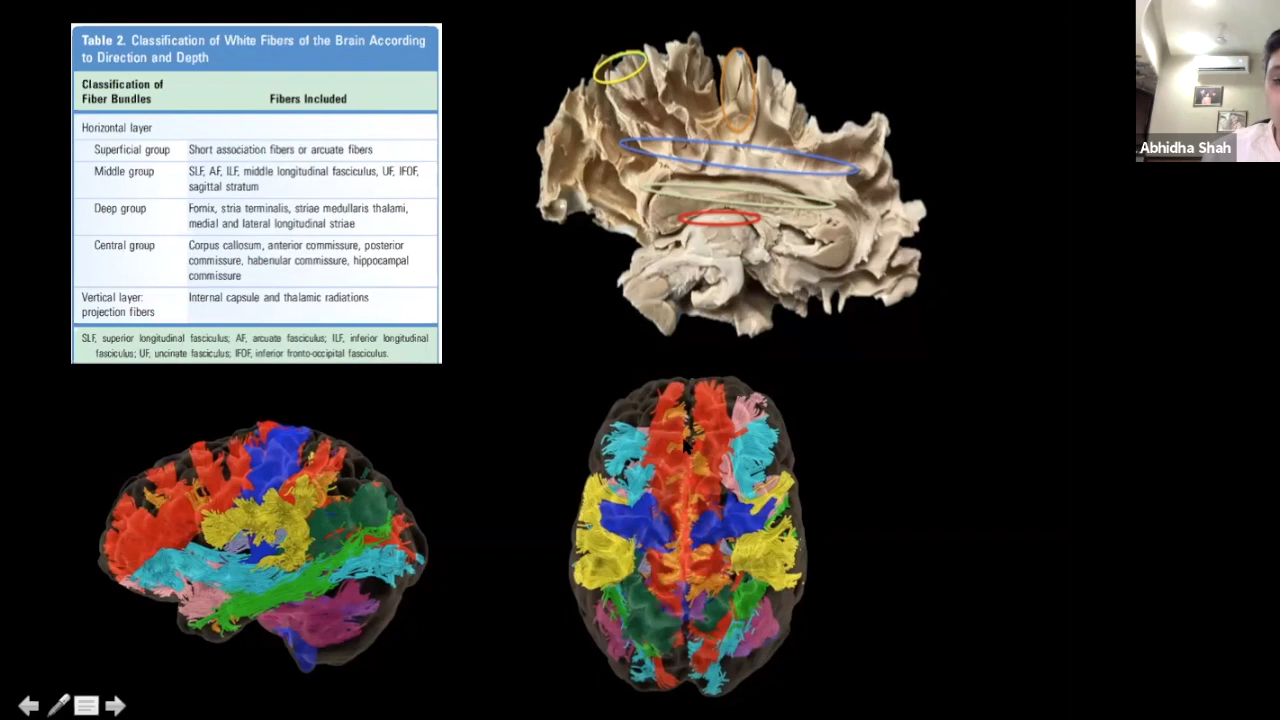 Table 2. Classification of White Fibers of the Brain According
to Direction and Depth
Classification of
Fiber Bundles
Fibers Included
Horizontal layer
Superficial group Short association fibers or arcuate fibers
Middle group SLF, AF, ILF, middle longitudinal fasciculus, UF, IFOF,
sagittal stratum
Deep group Fornix, stria terminalis, striae medullaris thalami,
medial and lateral longitudinal striae
Central group Corpus callosum, anterior commissure, posterior
commissure, habenular commissure, hippocampal
commissure
Vertical layer: Internal capsule and thalamic radiations
projection fibers
SLF, superior longitudinal fasciculus; AF, arcuate fasciculus; ILF, inferior longitudinal
fasciculus; UF, uncinate fasciculus; IFOF, inferior fronto-occipital fasciculus.
Abhidha Shah